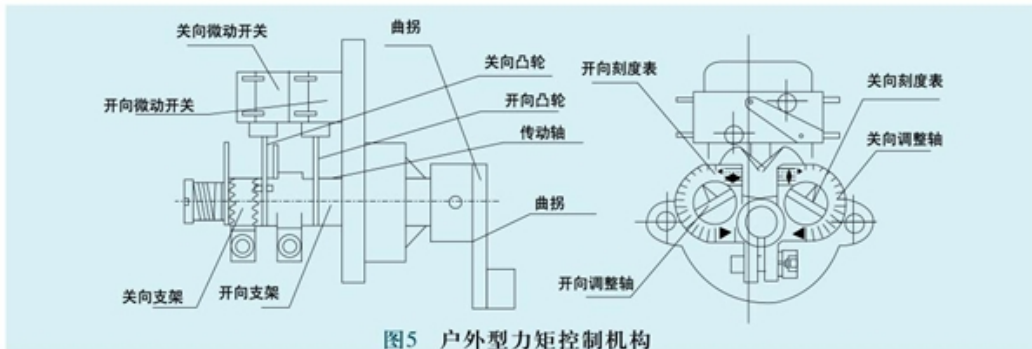 关向微动开关
曲拐
关向凸轮
开向微动开关
开向凸轮
传动轴
曲拐
关向支架
开向支架
开向刻度表
关向刻度表
关向调整轴
开向调整轴
图5 户外型力矩控制机构